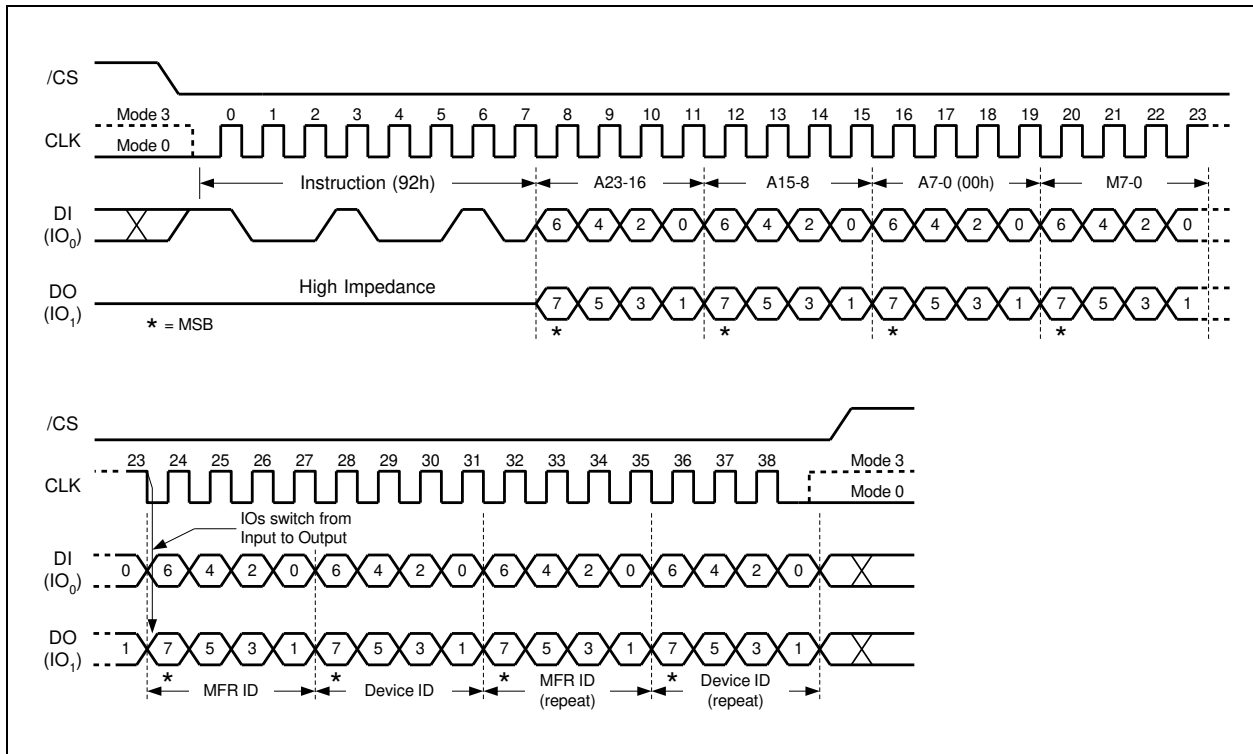 /CS
Mode 3 0 1 2 3 4 5 6 7 8 9 10 11 12 13 14 15 16 17 18 19 20 21 22 23
CLK
Mode 0
Instruction (92h) A23-16 A15-8 A7-0 (00h) M7-0
DI
(IO0) 6 4 2 0 6 4 2 0 6 4 2 0 6 4 2 0
High Impedance
DO
(IO1) 7 5 3 1 7 5 3 1 7 5 3 1 7 5 3 1
* = MSB * * * *
/CS
23 24 25 26 27 28 29 30 31 32 33 34 35 36 37 38 Mode 3
CLK
Mode 0
IOs switch from
Input to Output
DI
(IO0) 0 6 4 2 0 6 4 2 0 6 4 2 0 6 4 2 0
DO
(IO1) 1 7 5 3 1 7 5 3 1 7 5 3 1 7 5 3 1
* * * *
MFR ID Device ID MFR ID Device ID
(repeat) (repeat)